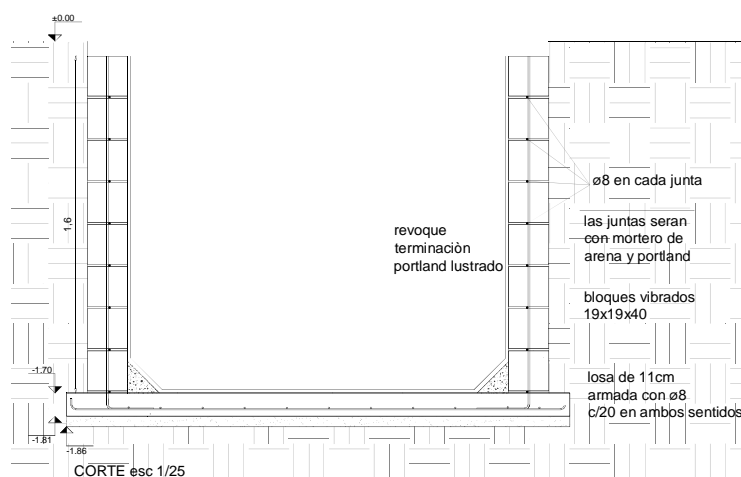 ±0.00
1,6
ø8 en cada junta
revoque
terminaciòn
portland lustrado
las juntas seran
con mortero de
arena y portland
bloques vibrados
19x19x40
-1.70
losa de 11cm
armada con ø8
c/20 en ambos sentidos
-1.81
-1.86
CORTE esc 1/25